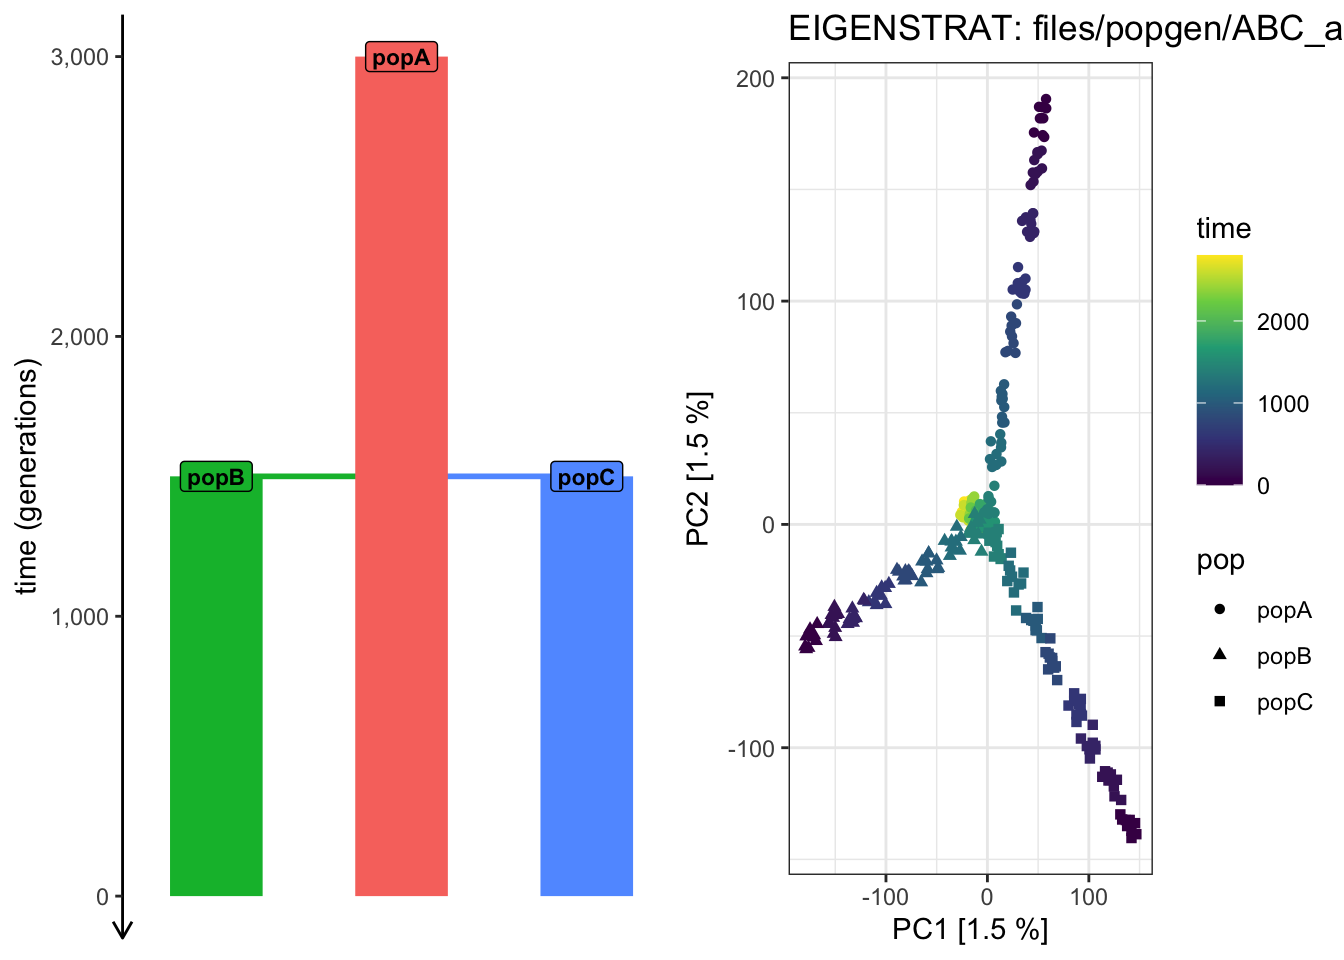 time (generations)
3,000
2,000
1,000
0
popA
popB
popC
EIGENSTRAT: files/popgen/ABC_a
PC2 [1.5 %]
200
100
0
-100
-100
0
100
PC1 [1.5 %]
time
2000
1000
0
pop
popA
popB
popC